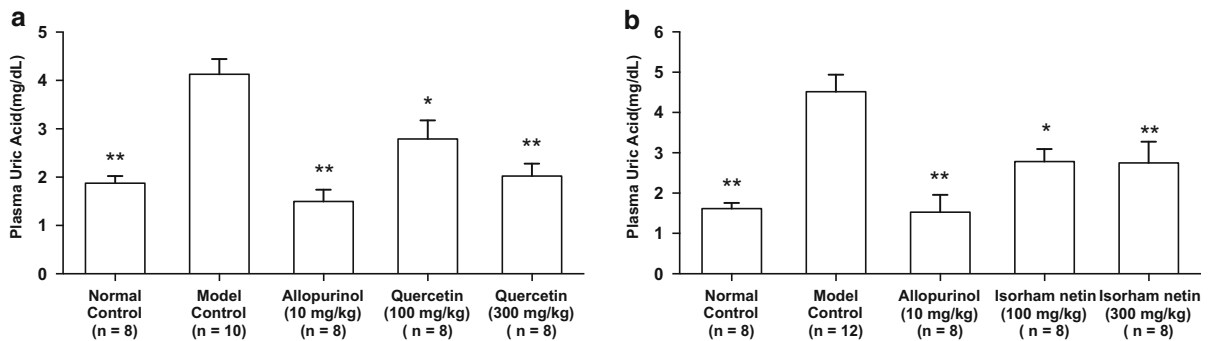 a
Plasma Uric Acid(mg/dL)
5
4
3
2
1
0
**
**
*
**
Normal
Control
(n = 8)
Model
Control
(n = 10)
Allopurinol
(10 mg/kg)
(n = 8)
Quercetin
(100 mg/kg)
( n = 8)
Quercetin
(300 mg/kg)
( n = 8)
b
Plasma Uric Acid(mg/dL)
6
5
4
3
2
1
0
**
**
*
**
Normal
Control
(n = 8)
Model
Control
(n = 12)
Allopurinol
(10 mg/kg)
(n = 8)
Isorham netin
(100 mg/kg)
( n = 8)
Isorham netin
(300 mg/kg)
( n = 8)